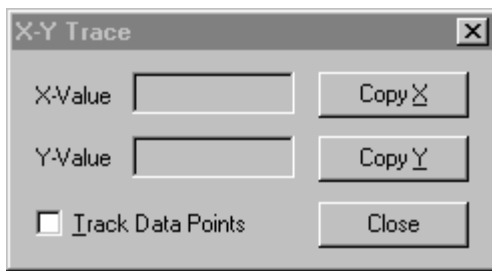 X-Y Trace
X-Value Copy X
Y-Value Copy Y
Track Data Points Close